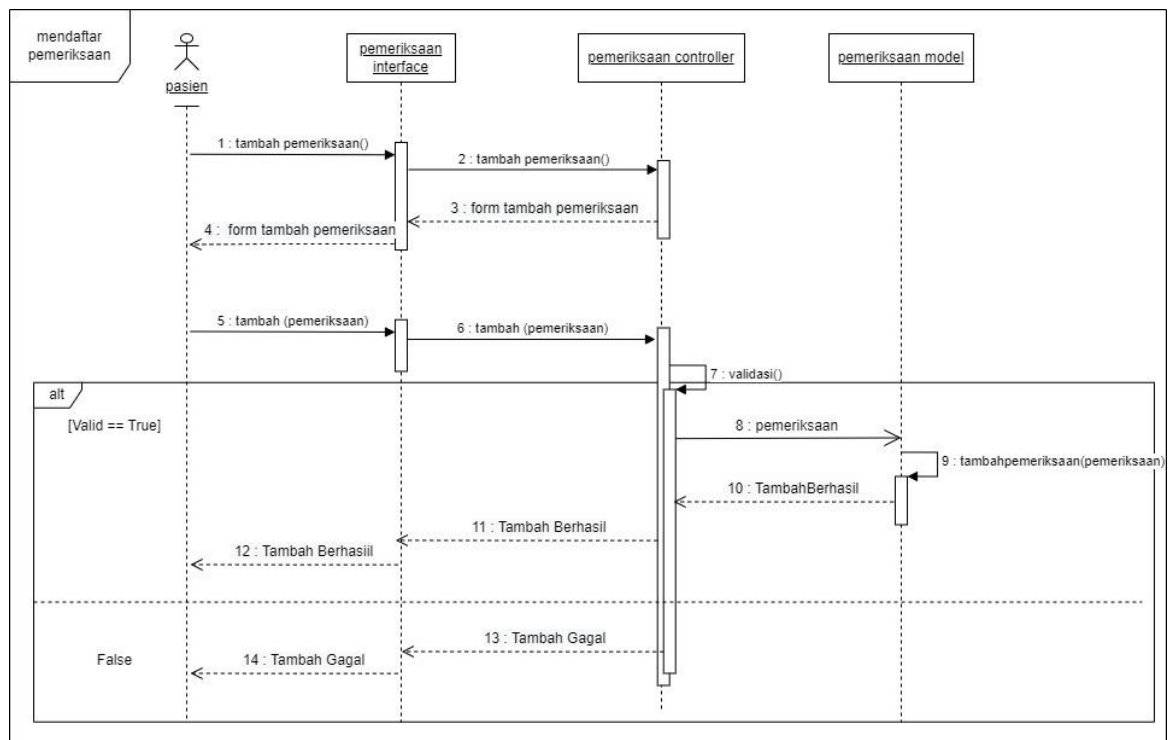 mendaftar
pemeriksaan
pasien
pemeriksaan
interface
pemeriksaan controller
pemeriksaan model
1 : tambah pemeriksaan()
2 : tambah pemeriksaan()
3 : form tambah pemeriksaan
4 : form tambah pemeriksaan
5 : tambah (pemeriksaan)
6 : tambah (pemeriksaan)
7 : validasi()
alt
[Valid == True]
8 : pemeriksaan
9 : tambahpemeriksaan(pemeriksaan)
10 : TambahBerhasil
11 : Tambah Berhasil
12 : Tambah Berhasiil
13 : Tambah Gagal
False
14 : Tambah Gagal